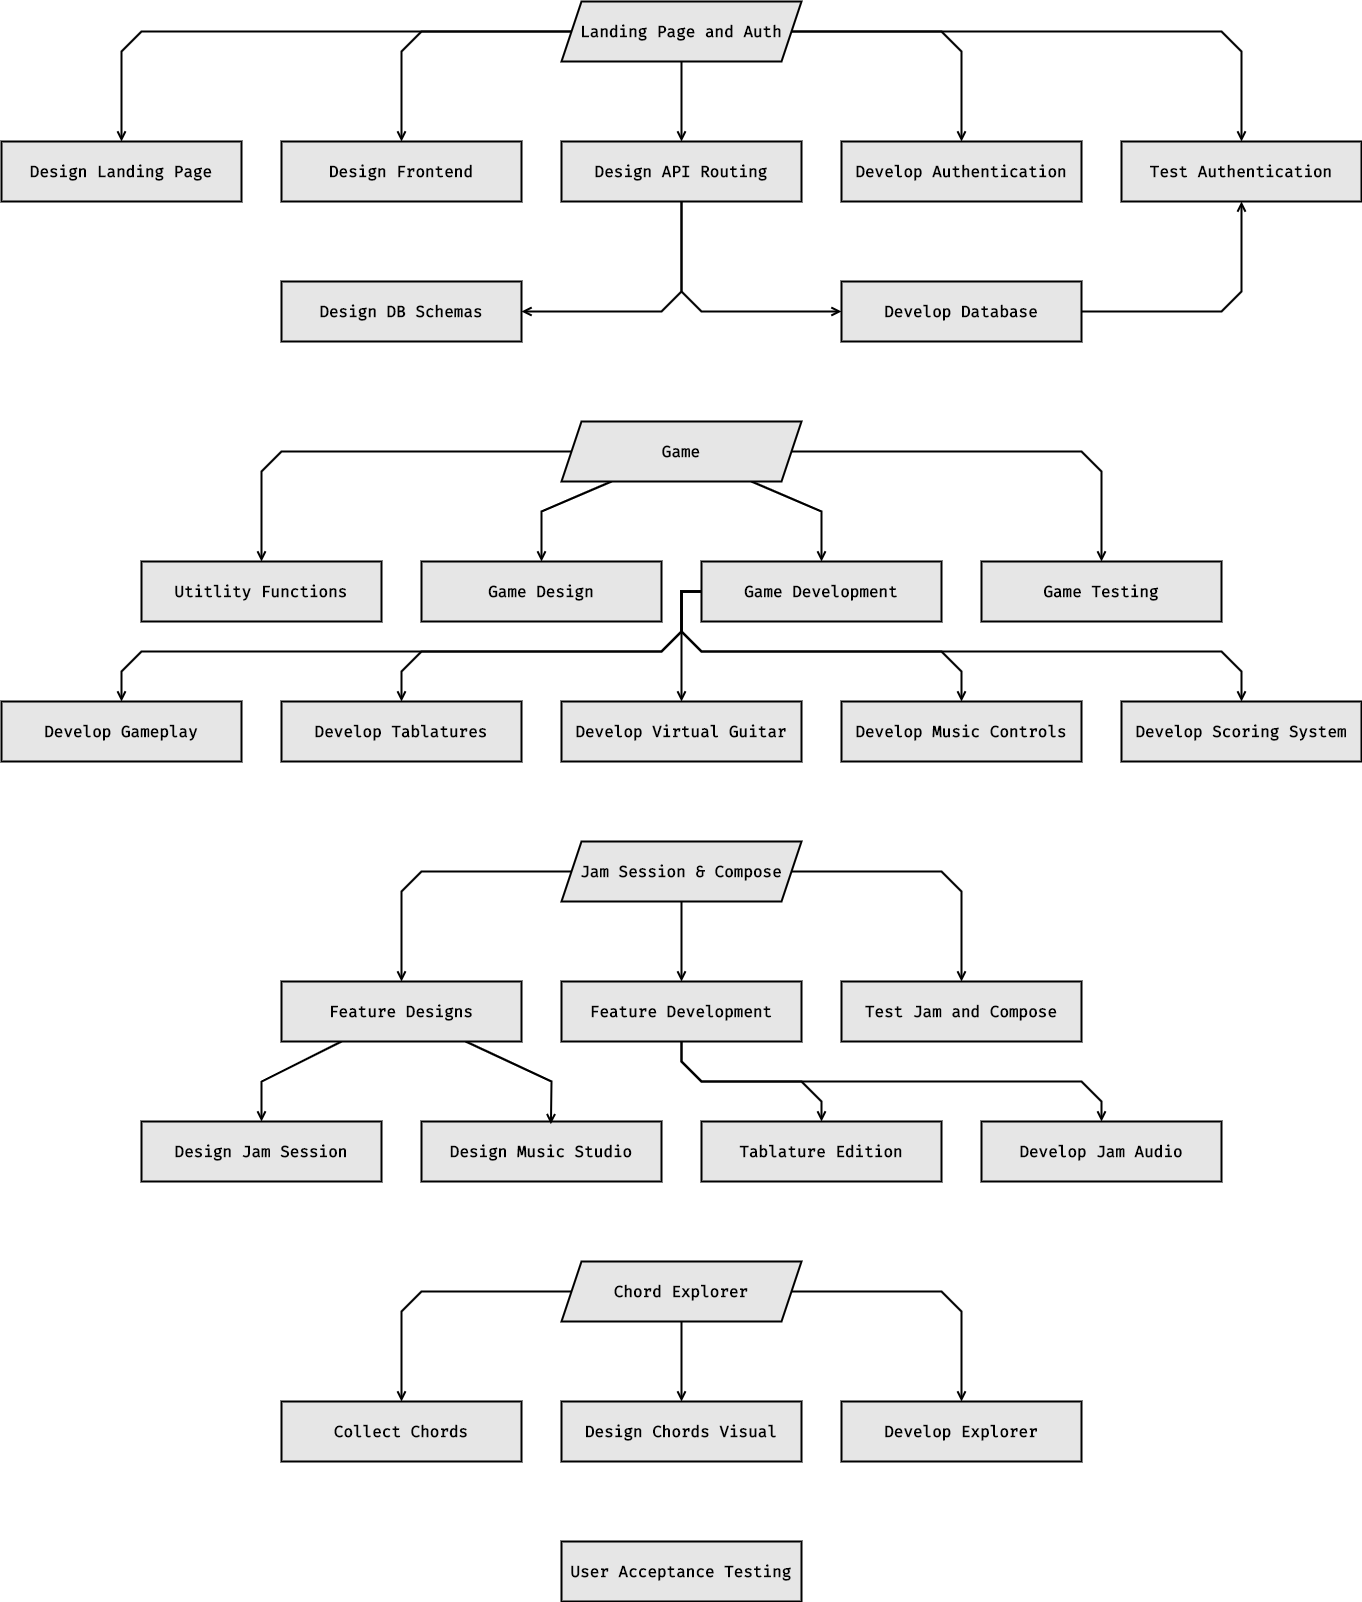 Landing Page and Auth
Design Landing Page
Design Frontend
Design API Routing
Develop Authentication
Test Authentication
Design DB Schemas
Develop Database
Game
Utitlity Functions
Game Design
Game Development
Game Testing
Develop Gameplay
Develop Tablatures
Develop Virtual Guitar
Develop Music Controls
Develop Scoring System
Jam Session & Compose
Feature Designs
Feature Development
Test Jam and Compose
Design Jam Session
Design Music Studio
Tablature Edition
Develop Jam Audio
Chord Explorer
Collect Chords
Design Chords Visual
Develop Explorer
User Acceptance Testing